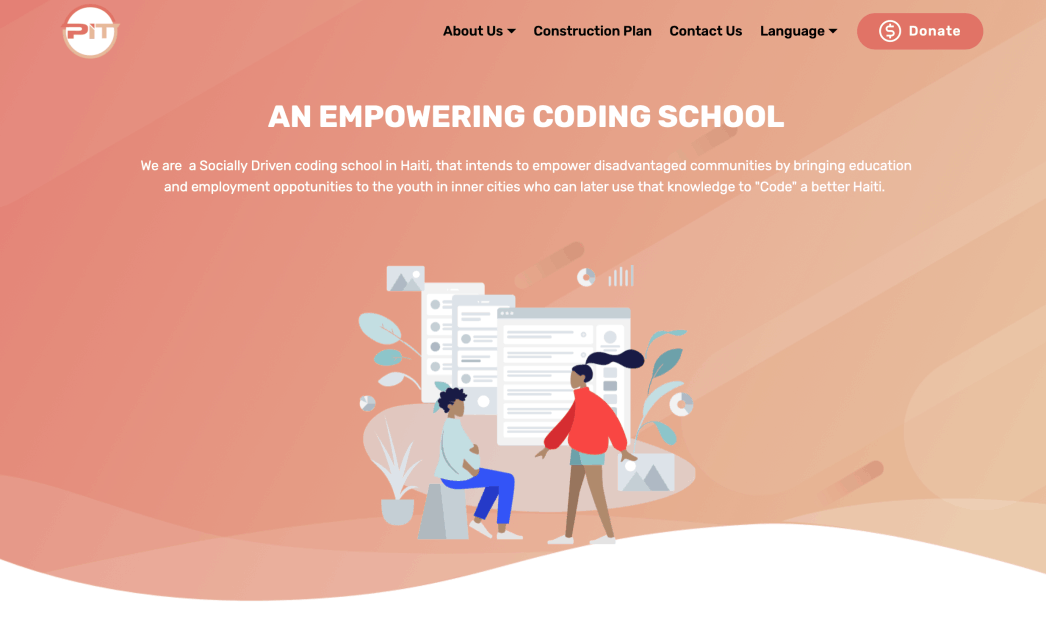 PIT
About Us
Construction Plan
Contact Us
Language
Donate
AN EMPOWERING CODING SCHOOL
We are a Socially Driven coding school in Haiti, that intends to empower disadvantaged communities by bringing education
and employment oppotunities to the youth in inner cities who can later use that knowledge to "Code" a better Haiti.